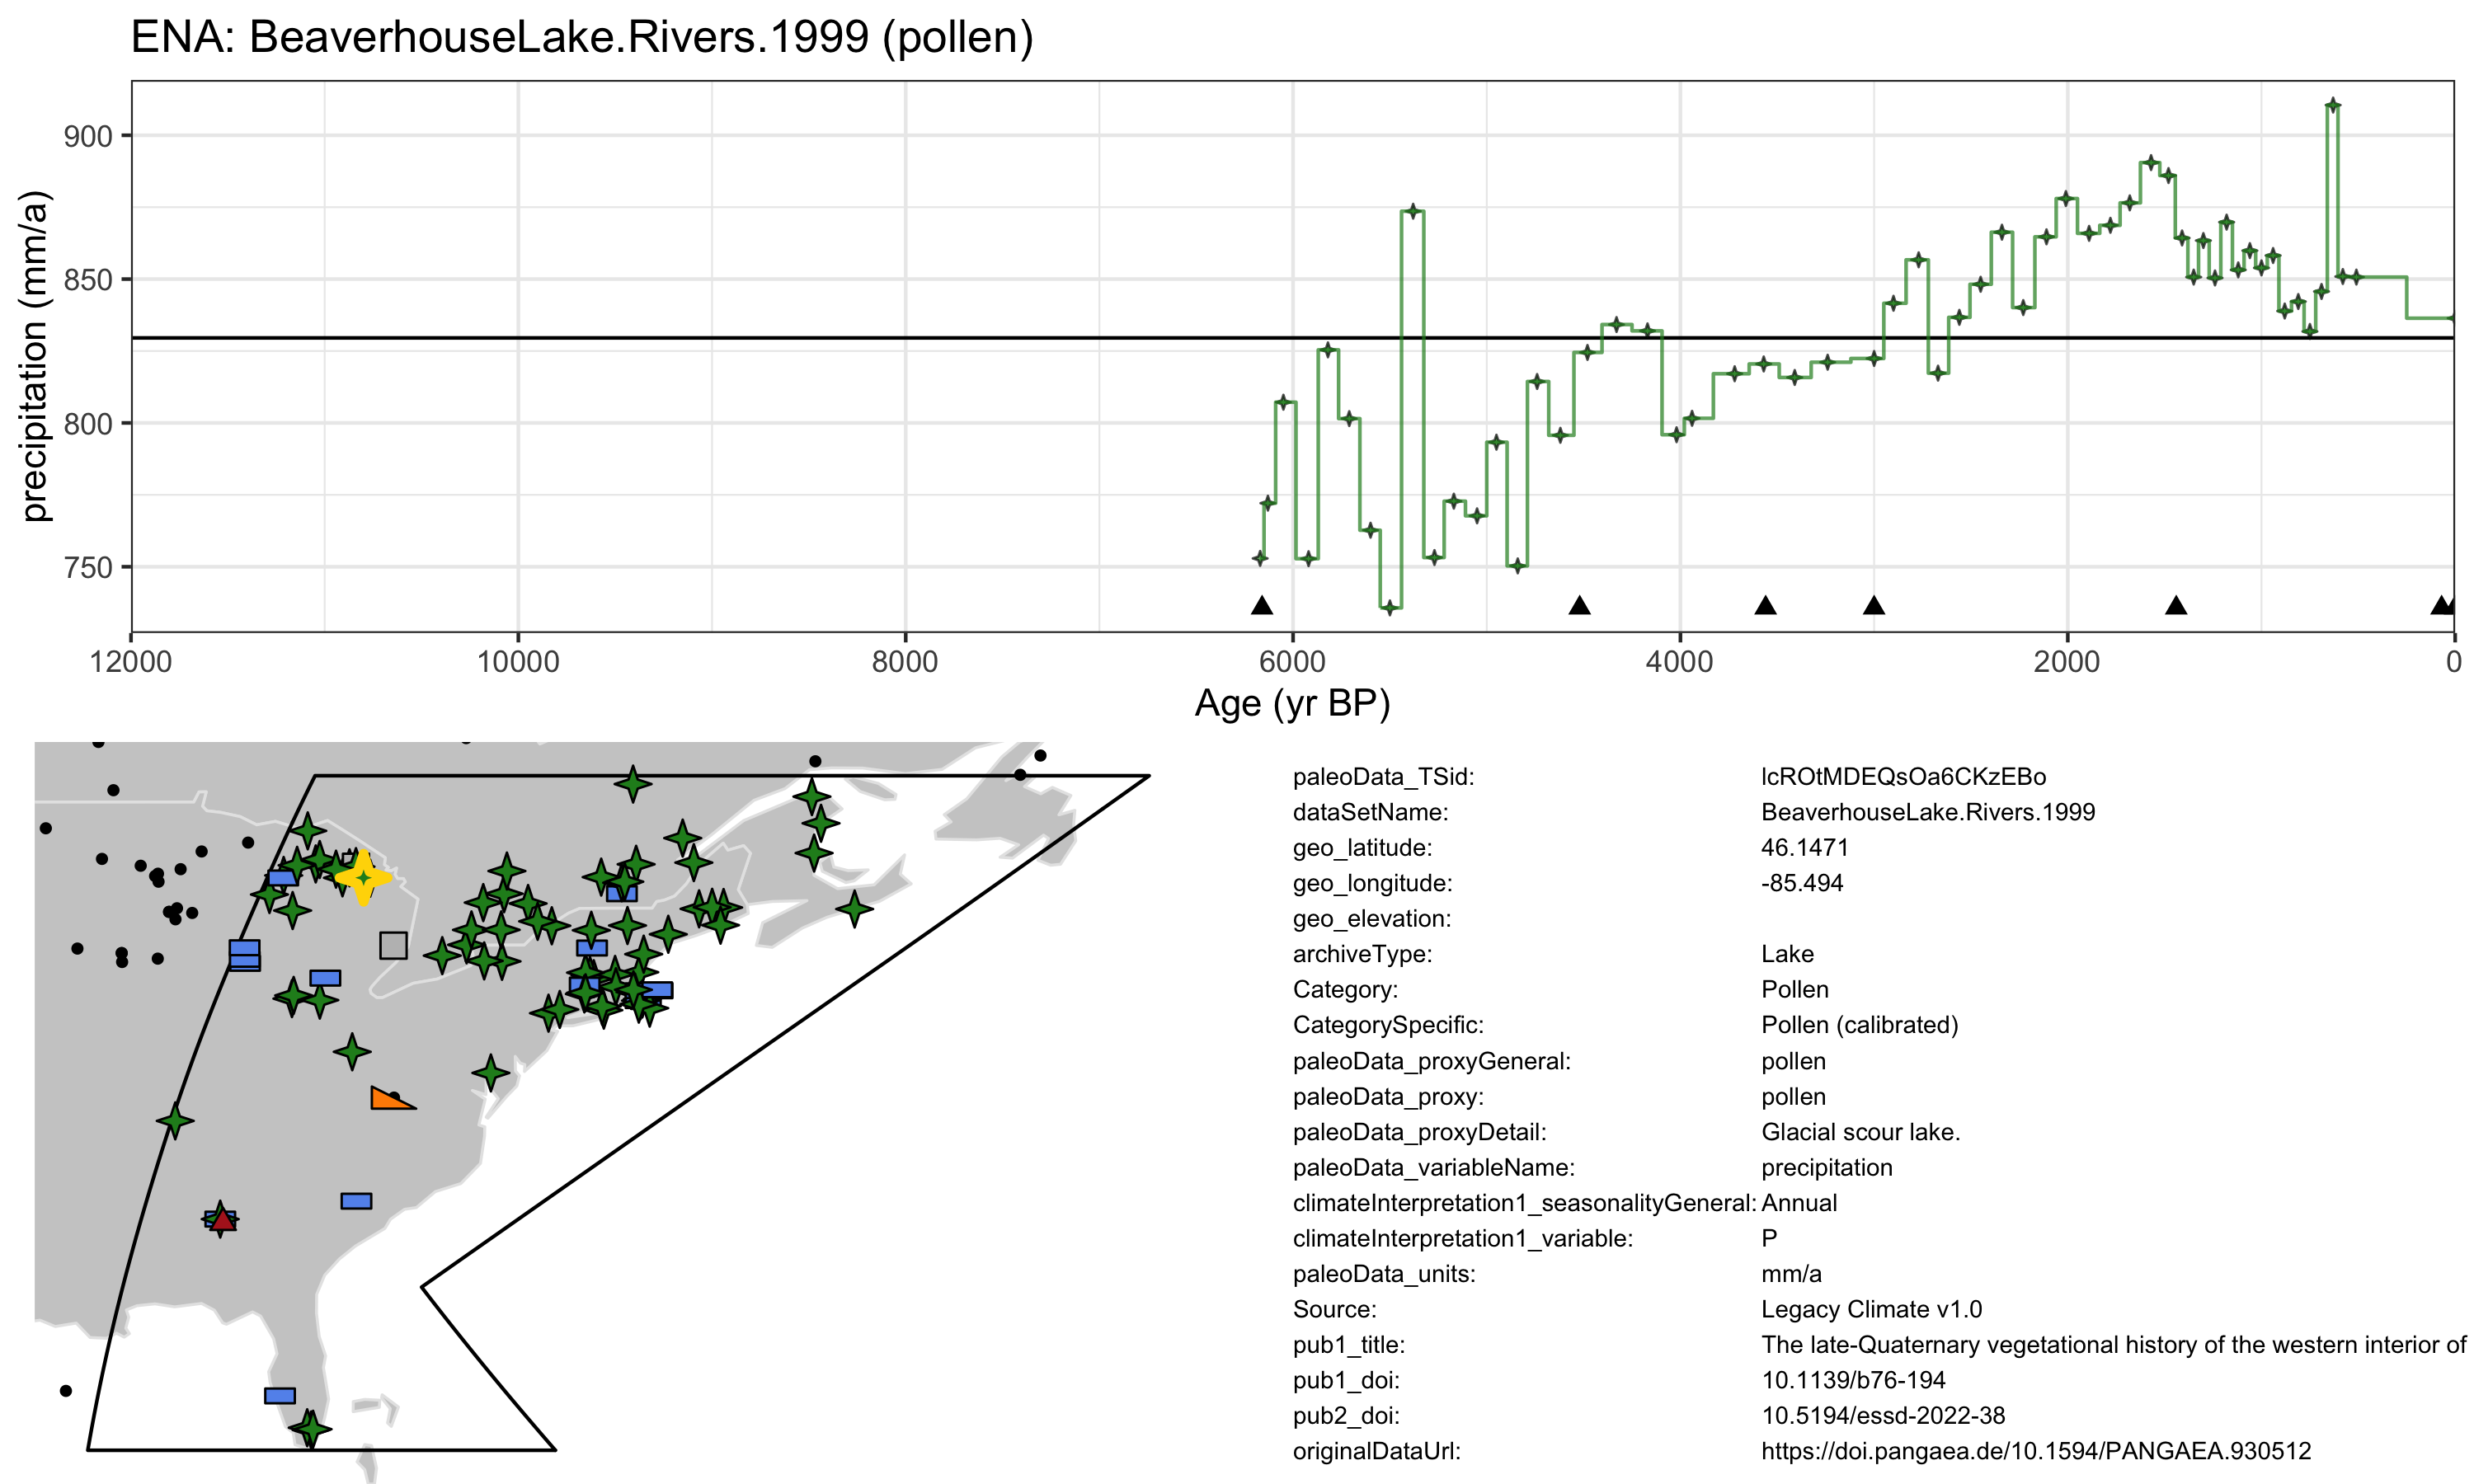 ENA: BeaverhouseLake.Rivers.1999 (pollen)
precipitation (mm/a)
900
850
800
750
12000 10000 8000 6000 4000 2000 0
Age (yr BP)
paleoData_TSid: lcROtMDEQsOa6CKzEBo
dataSetName: BeaverhouseLake.Rivers.1999
geo_latitude: 46.1471
geo_longitude: -85.494
geo_elevation:
archiveType: Lake
Category: Pollen
CategorySpecific: Pollen (calibrated)
paleoData_proxyGeneral: pollen
paleoData_proxy: pollen
paleoData_proxyDetail: Glacial scour lake.
paleoData_variableName: precipitation
climateInterpretation1_seasonalityGeneral: Annual
climateInterpretation1_variable: P
paleoData_units: mm/a
Source: Legacy Climate v1.0
pub1_title: The late-Quaternary vegetational history of the western interior of
pub1_doi: 10.1139/b76-194
pub2_doi: 10.5194/essd-2022-38
originalDataUrl: https://doi.pangaea.de/10.1594/PANGAEA.930512